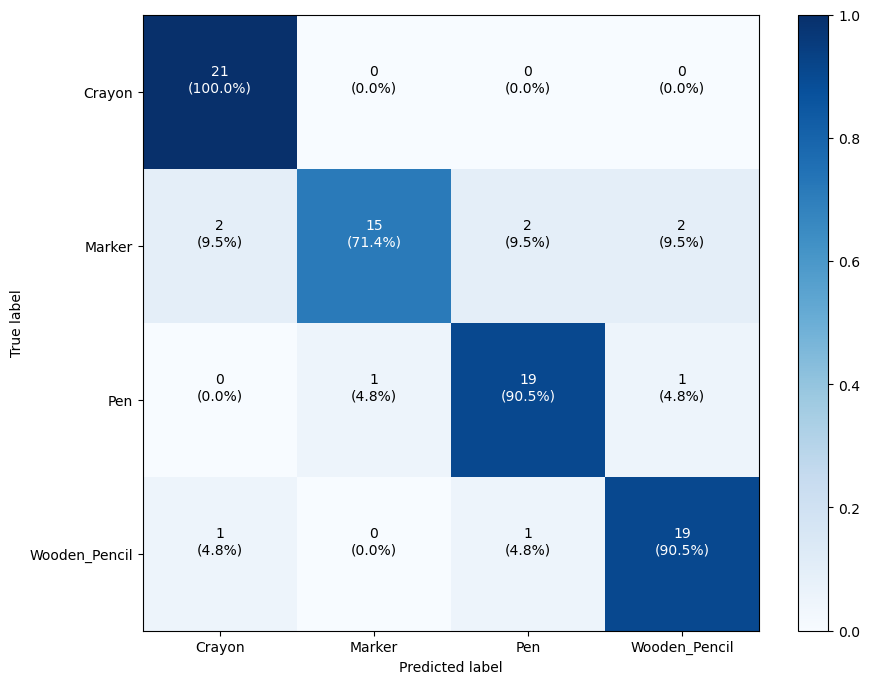 1.0
21 0 0 0
Crayon (100.0%) (0.0%) (0.0%) (0.0%)
0.8
2 15 2 2
Marker (9.5%) (71.4%) (9.5%) (9.5%)
0.6
True label
0.4
0 1 19 1
Pen (0.0%) (4.8%) (90.5%) (4.8%)
0.2
1 0 1 19
Wooden_Pencil (4.8%) (0.0%) (4.8%) (90.5%)
0.0
Crayon Marker Pen Wooden_Pencil
Predicted label